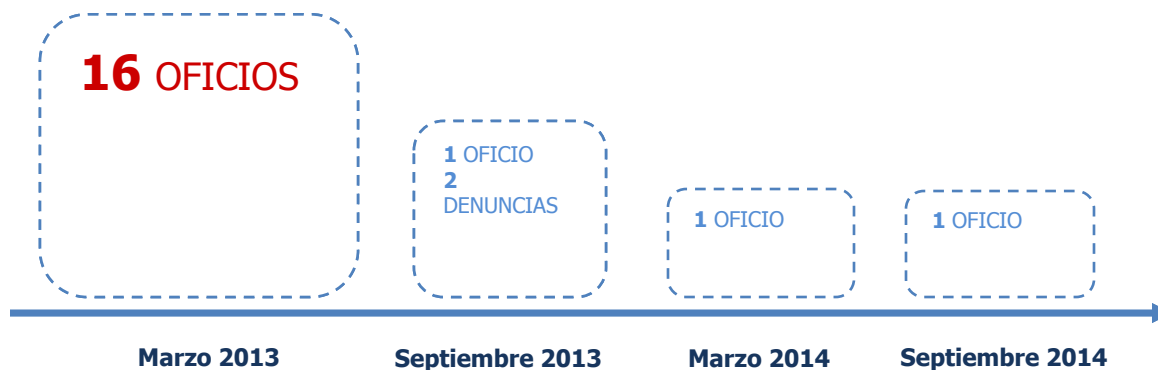 16 OFICIOS
1 OFICIO
2
DENUNCIAS
1 OFICIO
1 OFICIO
Marzo 2013
Septiembre 2013
Marzo 2014
Septiembre 2014